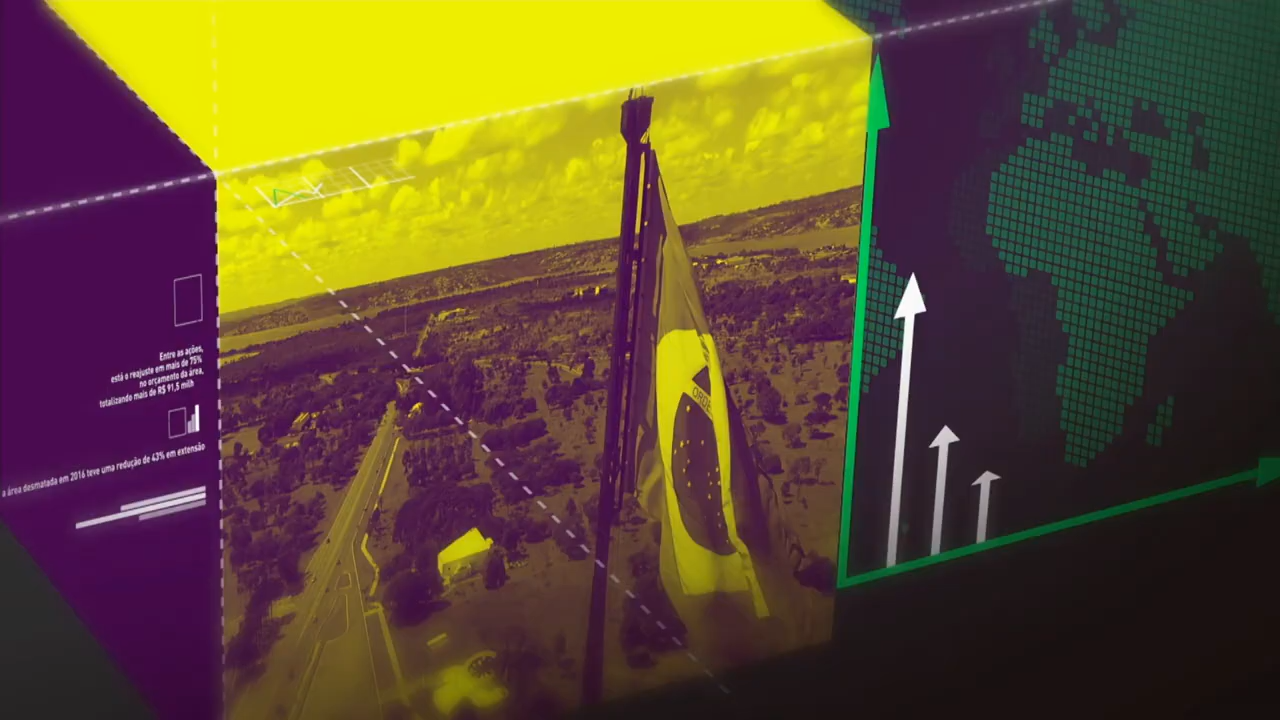 Entre as ações,
está o reajuste em mais de 75%
no orçamento da área,
totalizando mais de R$ 91,5 milh
a área desmatada em 2016 teve uma redução de 43% em extensão
ORDE